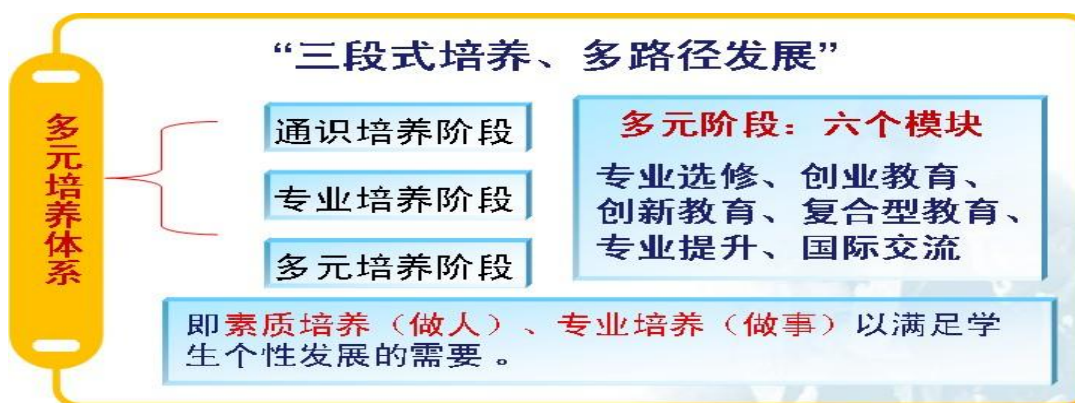 多元培养体系
“三段式培养、多路径发展”
通识培养阶段
专业培养阶段
多元培养阶段
多元阶段：六个模块
专业选修、创业教育、
创新教育、复合型教育、
专业提升、国际交流
即素质培养（做人）、专业培养（做事）以满足学
生个性发展的需要。